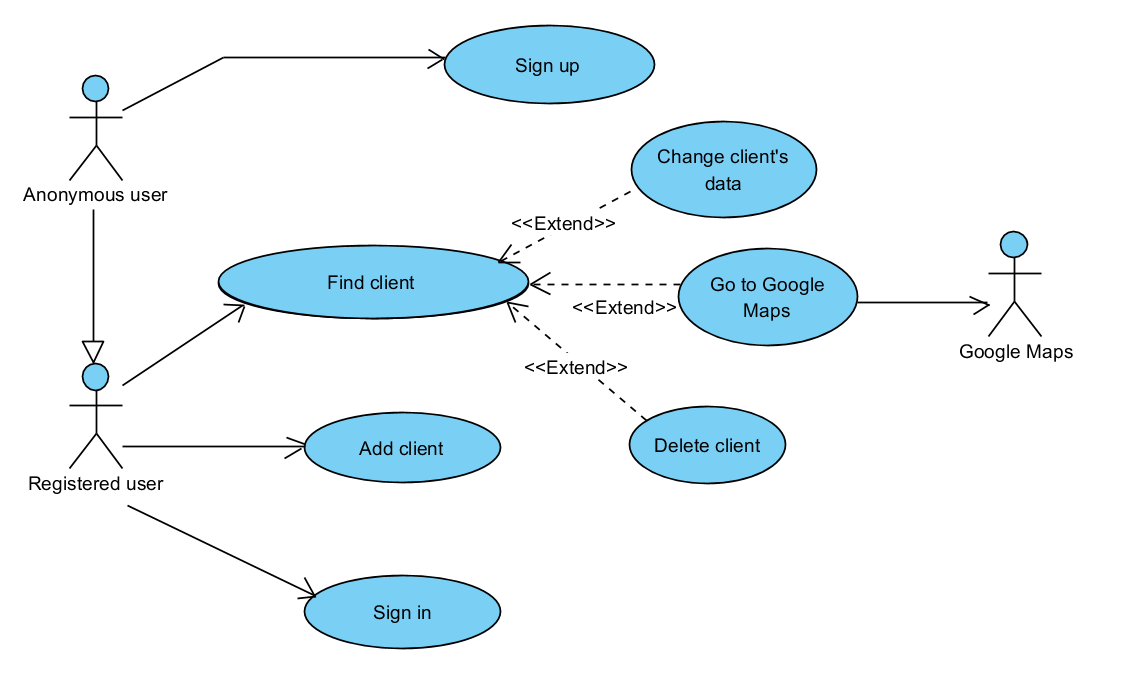 Sign up
Change client's
data
Anonymous user
<<Extend>>
Find client
Go to Google
Maps
<<Extend>>
Google Maps
<<Extend>>
Add client
Delete client
Registered user
Sign in